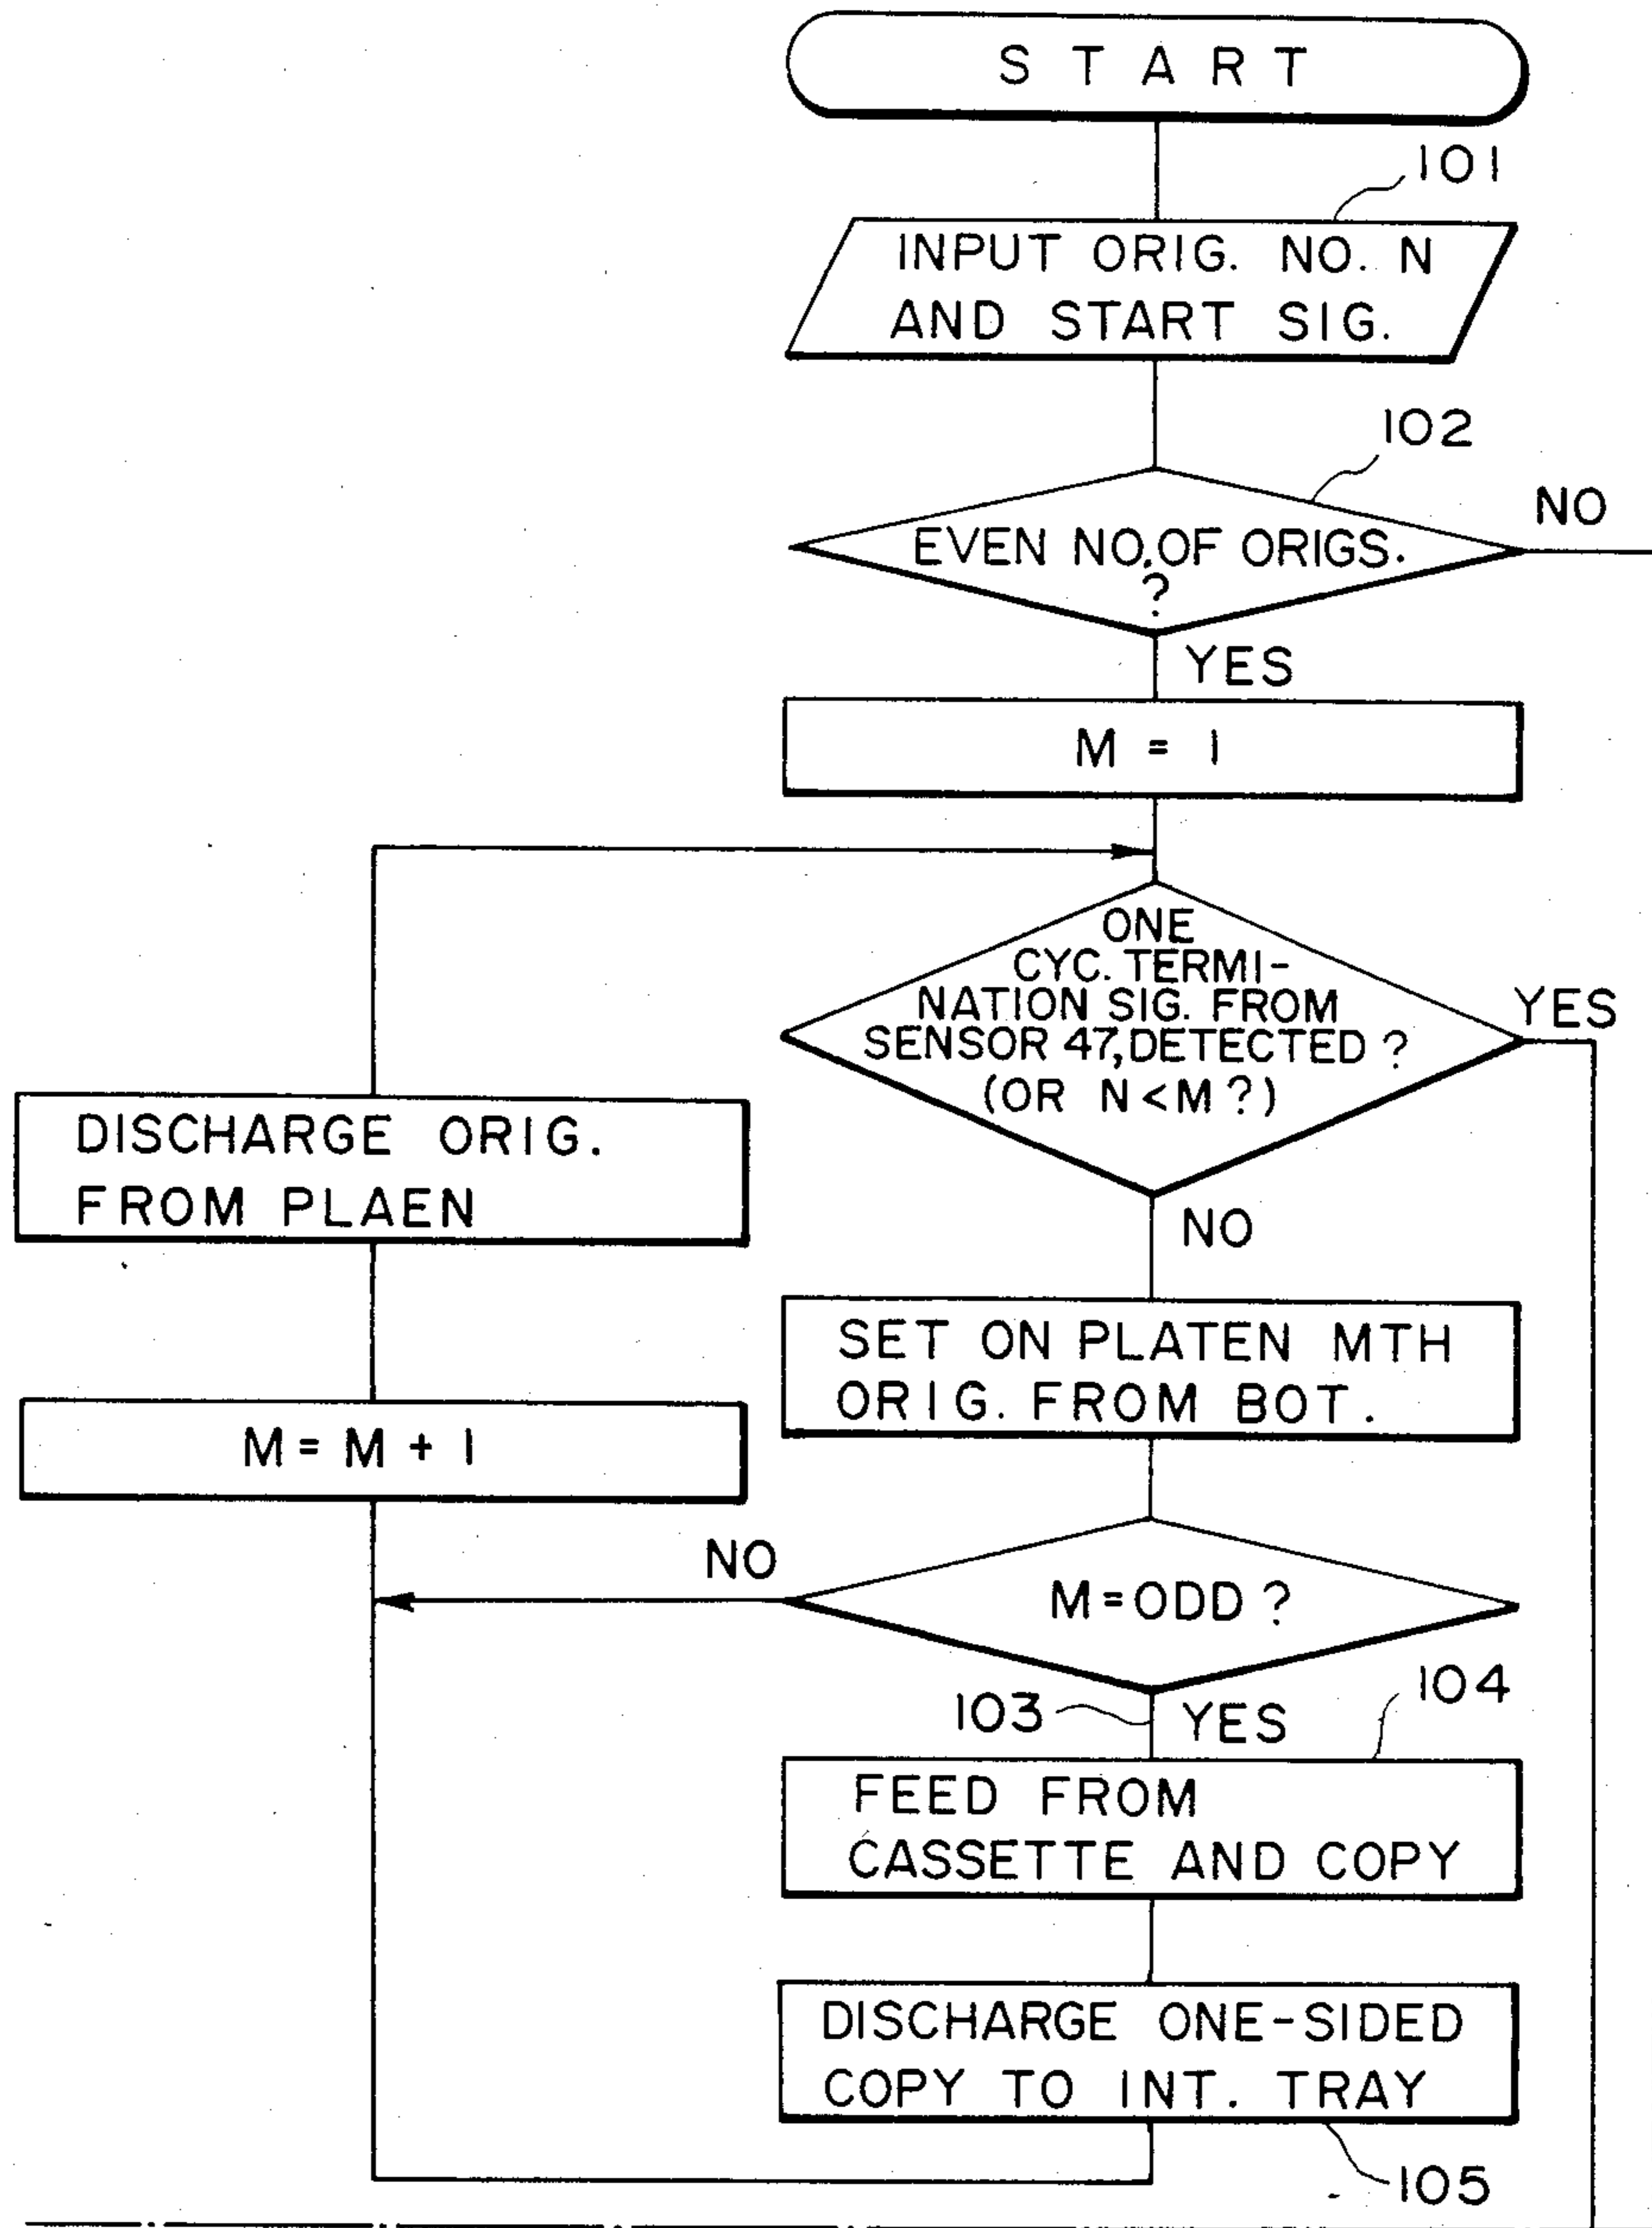 START
101
INPUT ORIG. NO. N
AND START SIG.
102
EVEN NO. OF ORIGS.
?
NO
YES
M = 1
ONE
CYC. TERMI-
NATION SIG. FROM
SENSOR 47, DETECTED ?
(OR N<M ?)
YES
NO
DISCHARGE ORIG.
FROM PLAEN
SET ON PLATEN MTH
ORIG. FROM BOT.
M = M + 1
M = ODD ?
NO
103
YES
104
FEED FROM
CASSETTE AND COPY
DISCHARGE ONE-SIDED
COPY TO INT. TRAY
105